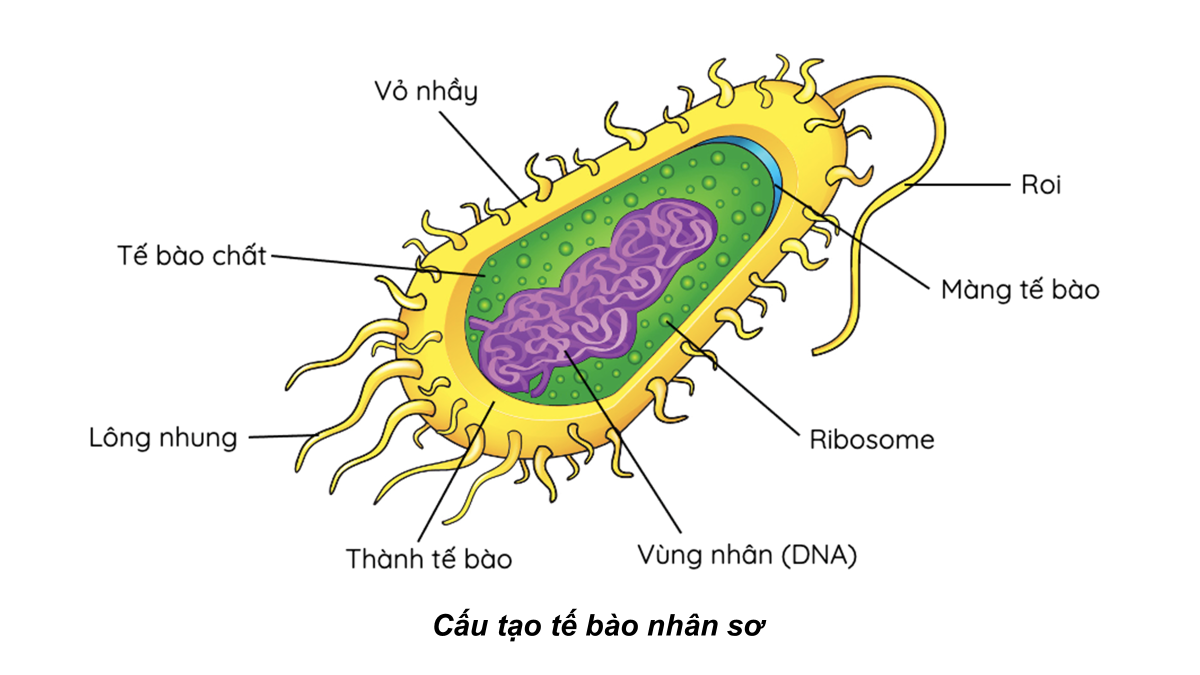 Vỏ nhầy
Roi
Tế bào chất
Màng tế bào
Lông nhung
Ribosome
Thành tế bào
Vùng nhân (DNA)
Cấu tạo tế bào nhân sơ